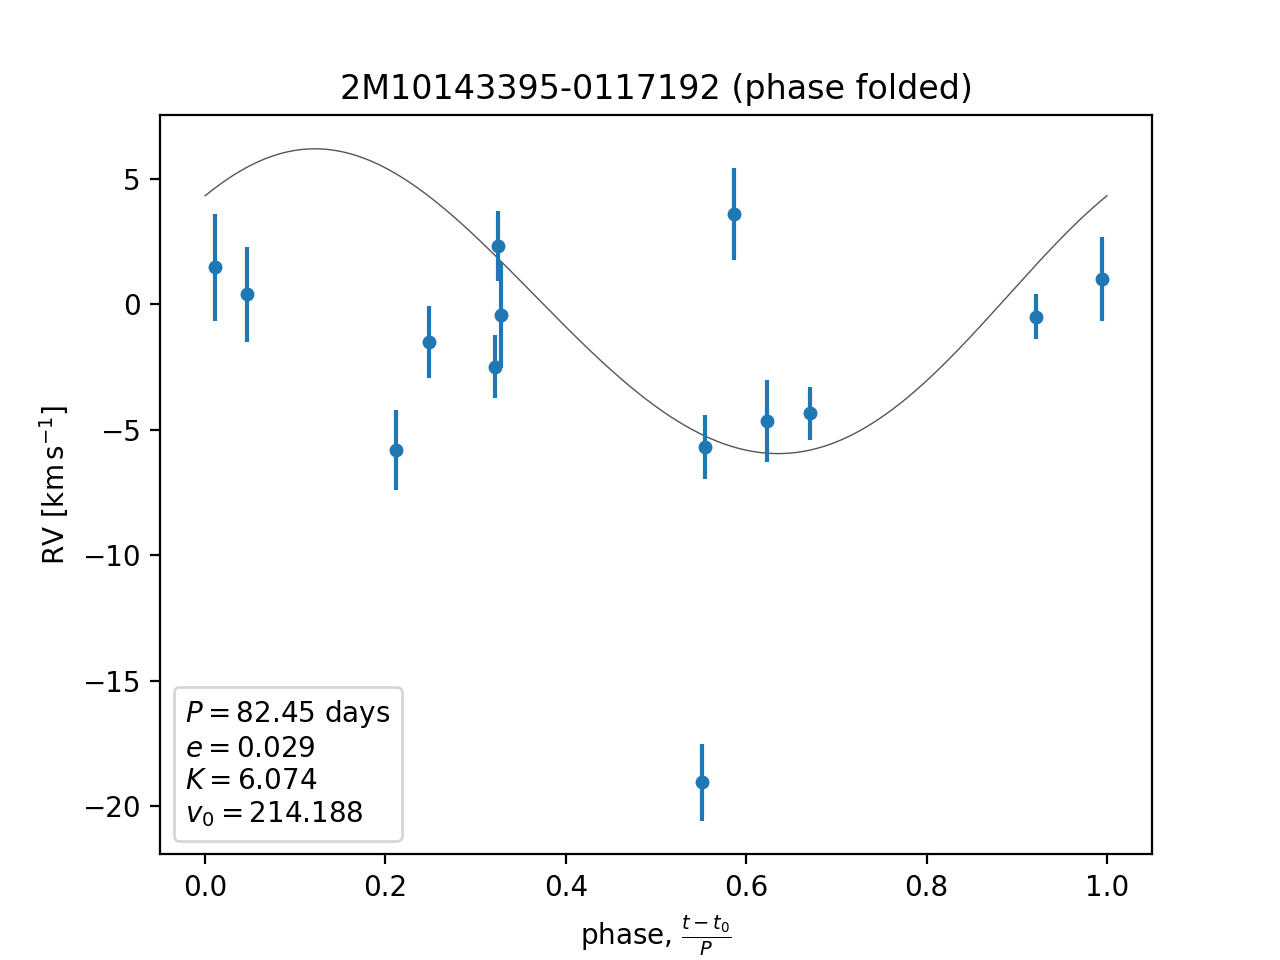 2M10143395-0117192 (phase folded)
RV [km s⁻¹]
5
0
−5
−10
−15
−20
P = 82.45 days
e = 0.029
K = 6.074
v₀ = 214.188
0.0 0.2 0.4 0.6 0.8 1.0
phase, (t − t₀)/P